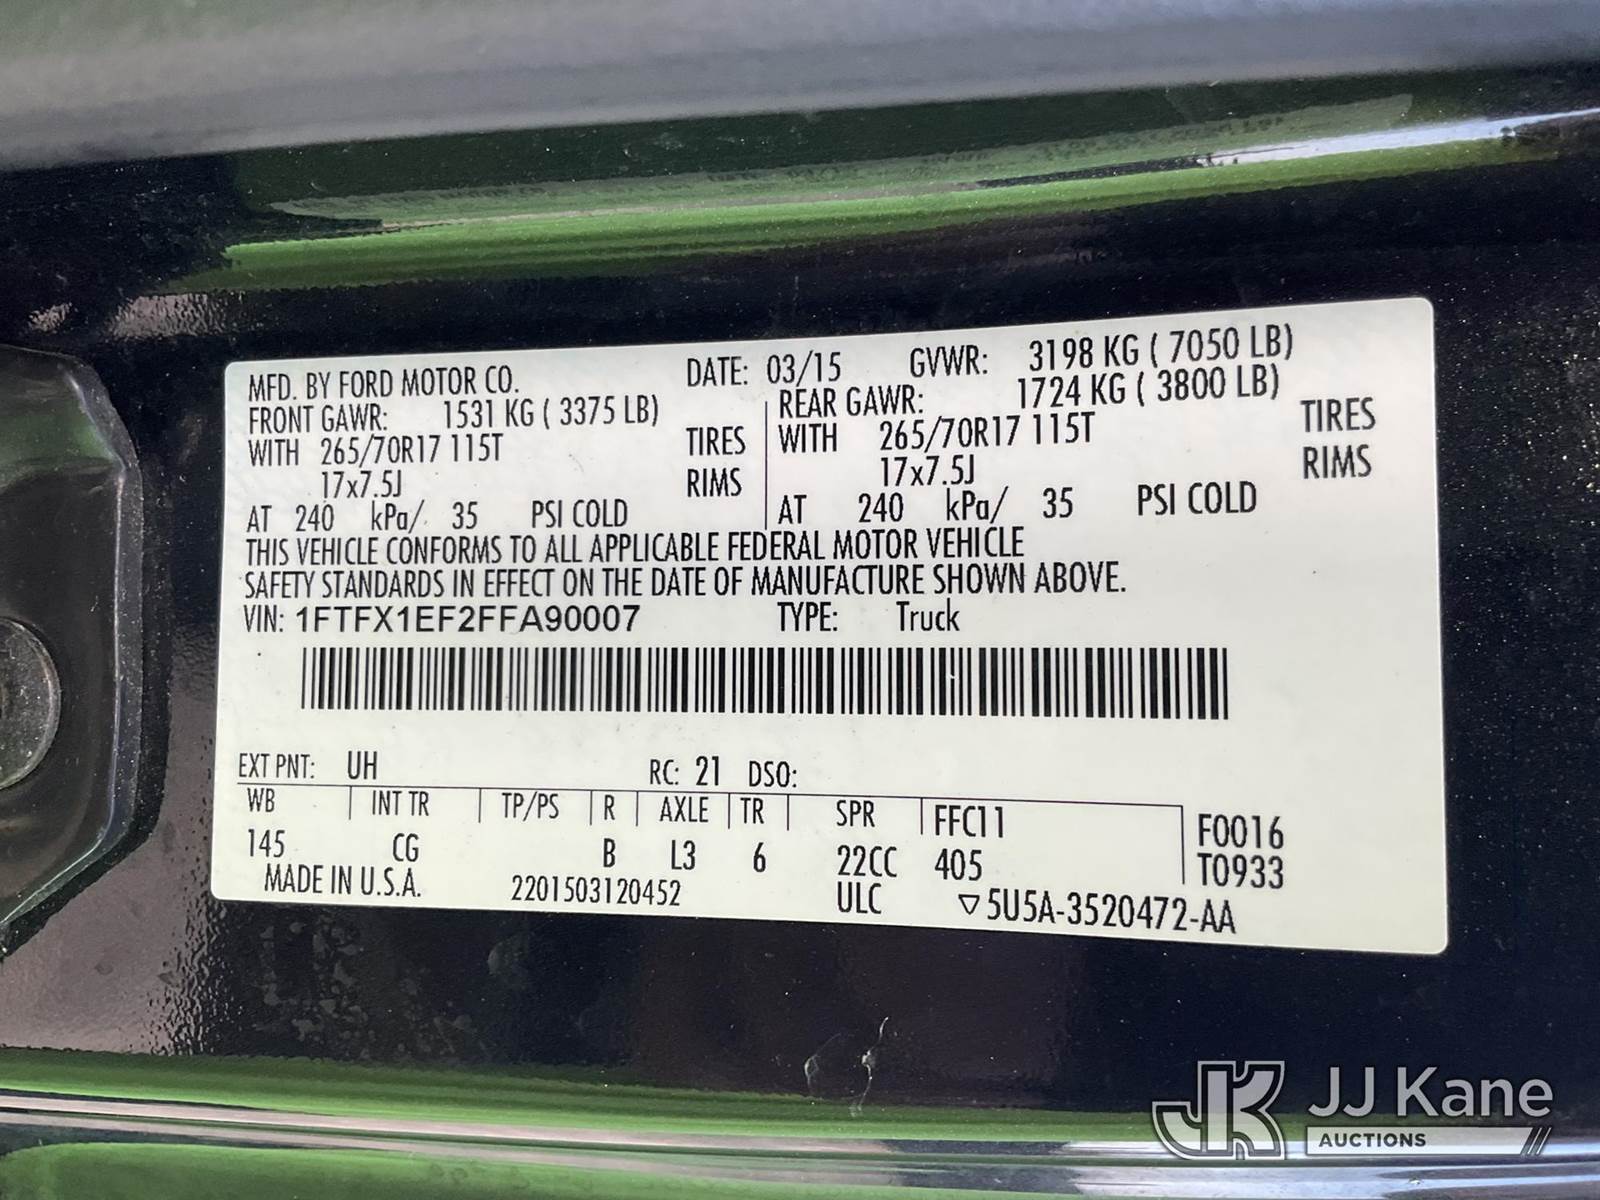 MFD. BY FORD MOTOR CO. DATE: 03/15 GVWR: 3198 KG ( 7050 LB)
FRONT GAWR: 1531 KG ( 3375 LB) REAR GAWR: 1724 KG ( 3800 LB)
WITH 265/70R17 115T TIRES WITH 265/70R17 115T TIRES
17x7.5J RIMS 17x7.5J RIMS
AT 240 kPa/ 35 PSI COLD AT 240 kPa/ 35 PSI COLD
THIS VEHICLE CONFORMS TO ALL APPLICABLE FEDERAL MOTOR VEHICLE
SAFETY STANDARDS IN EFFECT ON THE DATE OF MANUFACTURE SHOWN ABOVE.
VIN: 1FTFX1EF2FFA90007 TYPE: Truck
EXT PNT: UH RC: 21 DSO:
WB INT TR TP/PS R AXLE TR SPR FFC11 F0016
145 CG B L3 6 22CC 405 T0933
MADE IN U.S.A. 2201503120452 ULC ▽5U5A-3520472-AA
JK JJ Kane
AUCTIONS